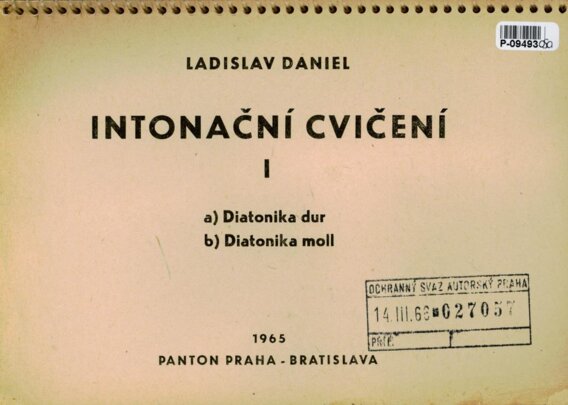 P-09493
LADISLAV DANIEL
INTONAČNÍ CVIČENÍ
I
a) Diatonika dur
b) Diatonika moll
OCHRANNÝ SVAZ AUTORSKÝ PRAHA
14.III.66 027057
PŘÍL.
1965
PANTON PRAHA - BRATISLAVA